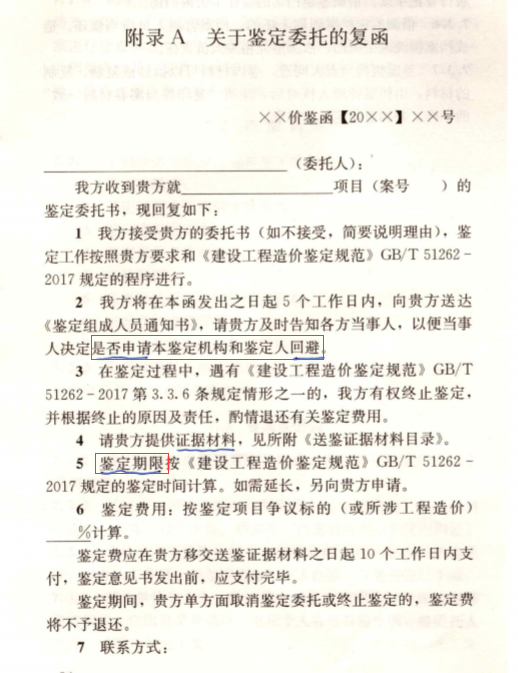 附录 A 关于鉴定委托的复函
××价鉴函【20××】××号
（委托人）：
我方收到贵方就 项目（案号 ）的
鉴定委托书，现回复如下：
1 我方接受贵方的委托书（如不接受，简要说明理由），鉴
定工作按照贵方要求和《建设工程造价鉴定规范》GB/T 51262－
2017 规定的程序进行。
2 我方将在本函发出之日起 5 个工作日内，向贵方送达
《鉴定组成人员通知书》，请贵方及时告知各方当事人，以便当事
人决定是否申请本鉴定机构和鉴定人回避。
3 在鉴定过程中，遇有《建设工程造价鉴定规范》GB/T
51262－2017 第 3.3.6 条规定情形之一的，我方有权终止鉴定，
并根据终止的原因及责任，酌情退还有关鉴定费用。
4 请贵方提供证据材料，见所附《送鉴证据材料目录》。
5 鉴定期限按《建设工程造价鉴定规范》GB/T 51262－
2017 规定的鉴定时间计算。如需延长，另向贵方申请。
6 鉴定费用：按鉴定项目争议标的（或所涉工程造价）
%计算。
鉴定费应在贵方移交送鉴证据材料之日起 10 个工作日内支
付，鉴定意见书发出前，应支付完毕。
鉴定期间，贵方单方面取消鉴定委托或终止鉴定的，鉴定费
将不予退还。
7 联系方式：